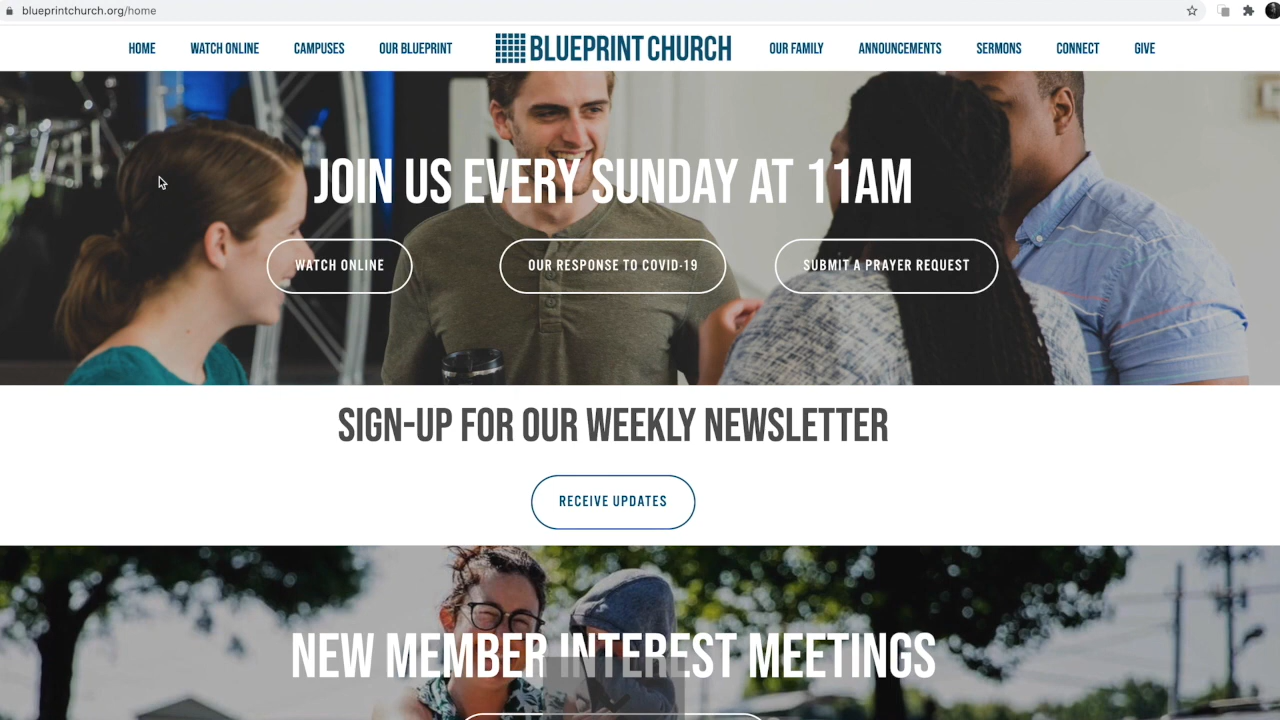 blueprintchurch.org/home
HOME WATCH ONLINE CAMPUSES OUR BLUEPRINT BLUEPRINT CHURCH OUR FAMILY ANNOUNCEMENTS SERMONS CONNECT GIVE
JOIN US EVERY SUNDAY AT 11AM
WATCH ONLINE OUR RESPONSE TO COVID-19 SUBMIT A PRAYER REQUEST
SIGN-UP FOR OUR WEEKLY NEWSLETTER
RECEIVE UPDATES
NEW MEMBER INTEREST MEETINGS